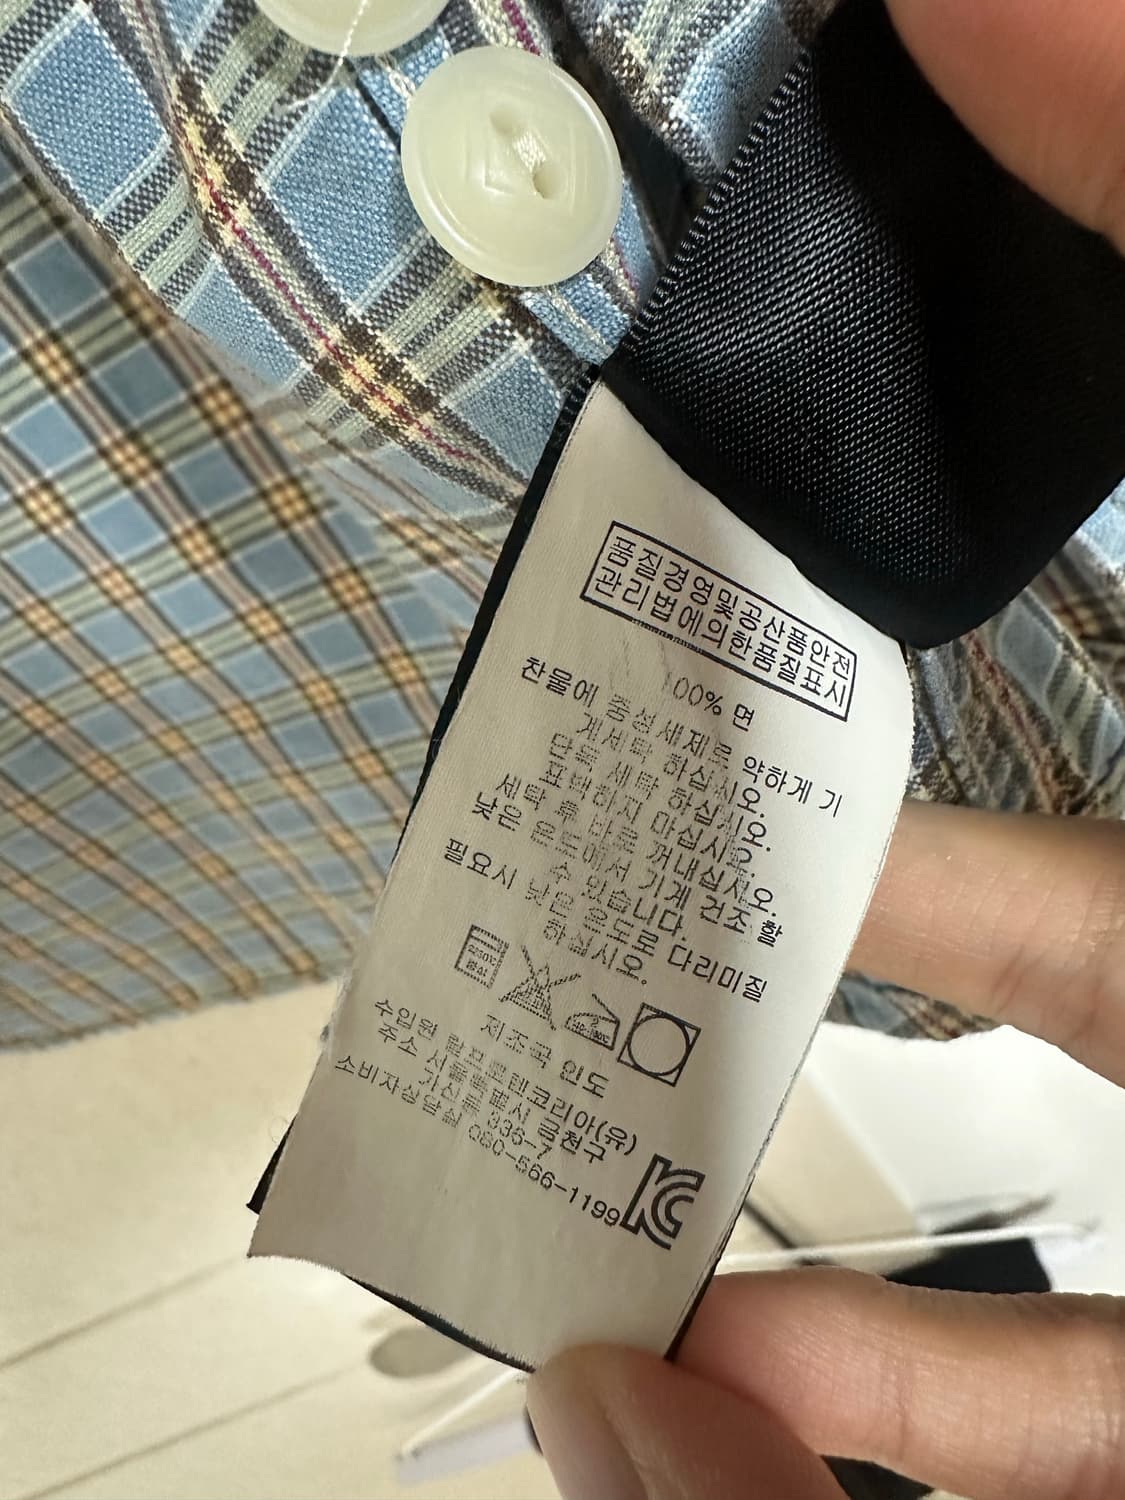 품질경영및공산품안전
관리법에의한품질표시
100% 면
찬물에 중성세제로 약하게 기
계세탁 하십시오.
단독 세탁 하십시오.
표백하지 마십시오.
세탁 후 바로 꺼내십시오.
낮은 온도에서 기계 건조 할
수 있습니다.
필요시 낮은 온도로 다리미질
하십시오.
제조국 인도
수입원 랄프로렌코리아(유)
주소 서울특별시 금천구
가산동 336-7
소비자상담실 080-566-1199